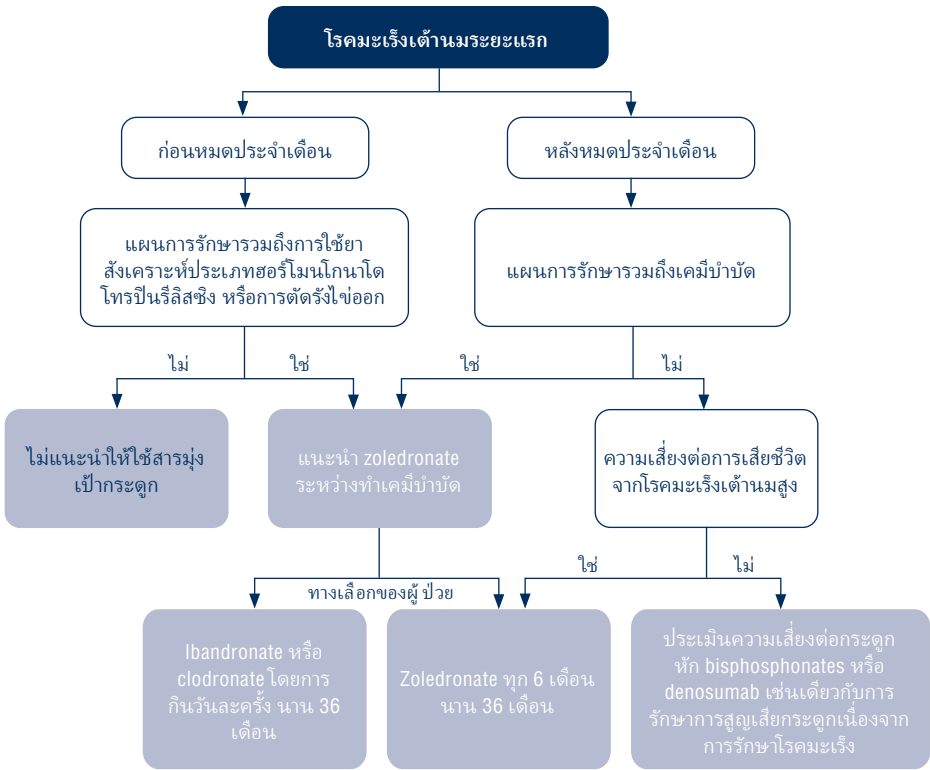 โรคมะเร็งเต้านมระยะแรก
ก่อนหมดประจำเดือน
หลังหมดประจำเดือน
แผนการรักษารวมถึงการใช้ยา
สังเคราะห์ประเภทฮอร์โมนโกนาโด
โทรปินรีลิสซิง หรือการตัดรังไข่ออก
แผนการรักษารวมถึงเคมีบำบัด
ไม่
ใช่
ใช่
ไม่
ไม่แนะนำให้ใช้สารมุ่ง
เป้ากระดูก
แนะนำ zoledronate
ระหว่างทำเคมีบำบัด
ความเสี่ยงต่อการเสียชีวิต
จากโรคมะเร็งเต้านมสูง
ทางเลือกของผู้ ป่วย
ใช่
ไม่
Ibandronate หรือ
clodronate โดยการ
กินวันละครั้ง นาน 36
เดือน
Zoledronate ทุก 6 เดือน
นาน 36 เดือน
ประเมินความเสี่ยงต่อกระดูก
หัก bisphosphonates หรือ
denosumab เช่นเดียวกับการ
รักษาการสูญเสียกระดูกเนื่องจาก
การรักษาโรคมะเร็ง